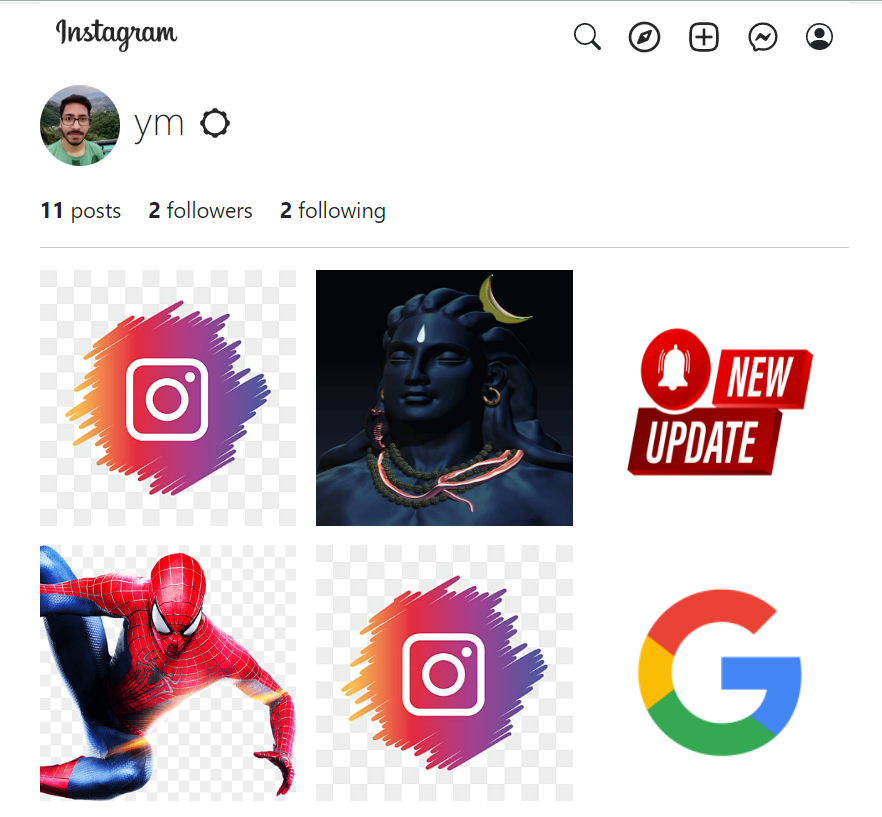 Instagram
ym
11 posts 2 followers 2 following
NEW
UPDATE